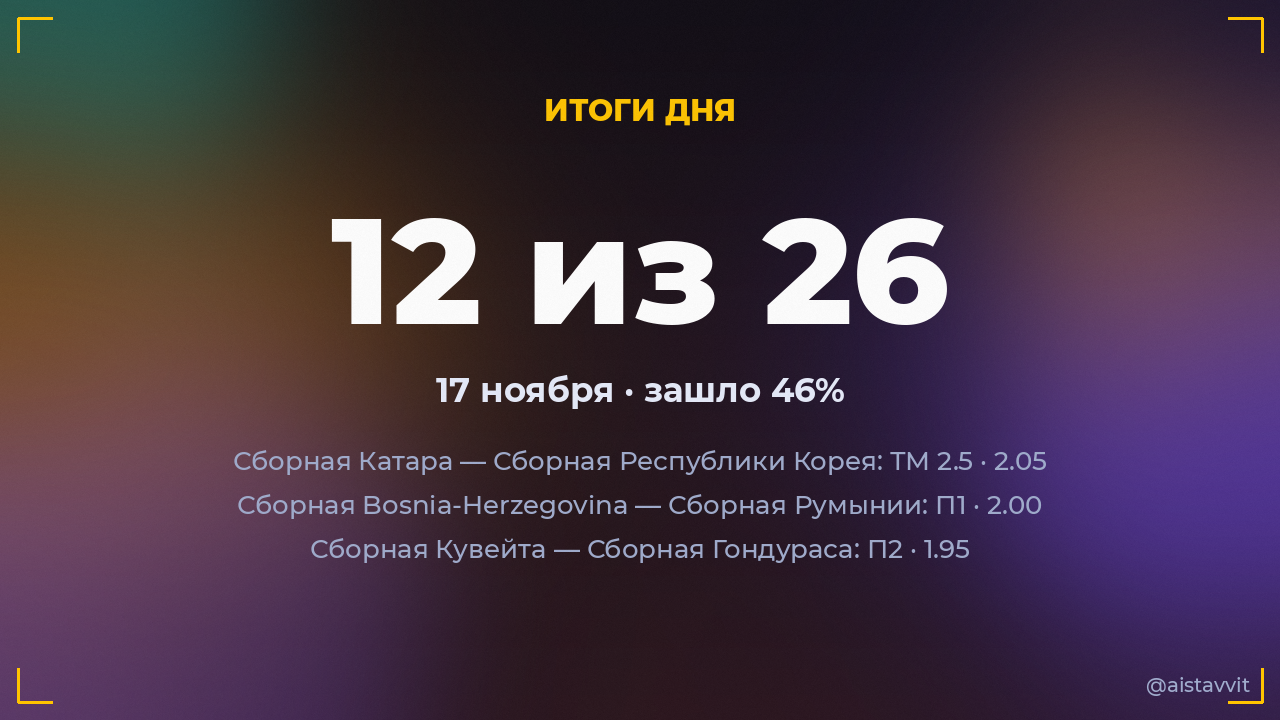 ИТОГИ ДНЯ
12 из 26
17 ноября · зашло 46%
Сборная Катара — Сборная Республики Корея: ТМ 2.5 · 2.05
Сборная Bosnia-Herzegovina — Сборная Румынии: П1 · 2.00
Сборная Кувейта — Сборная Гондураса: П2 · 1.95
@aistavvit